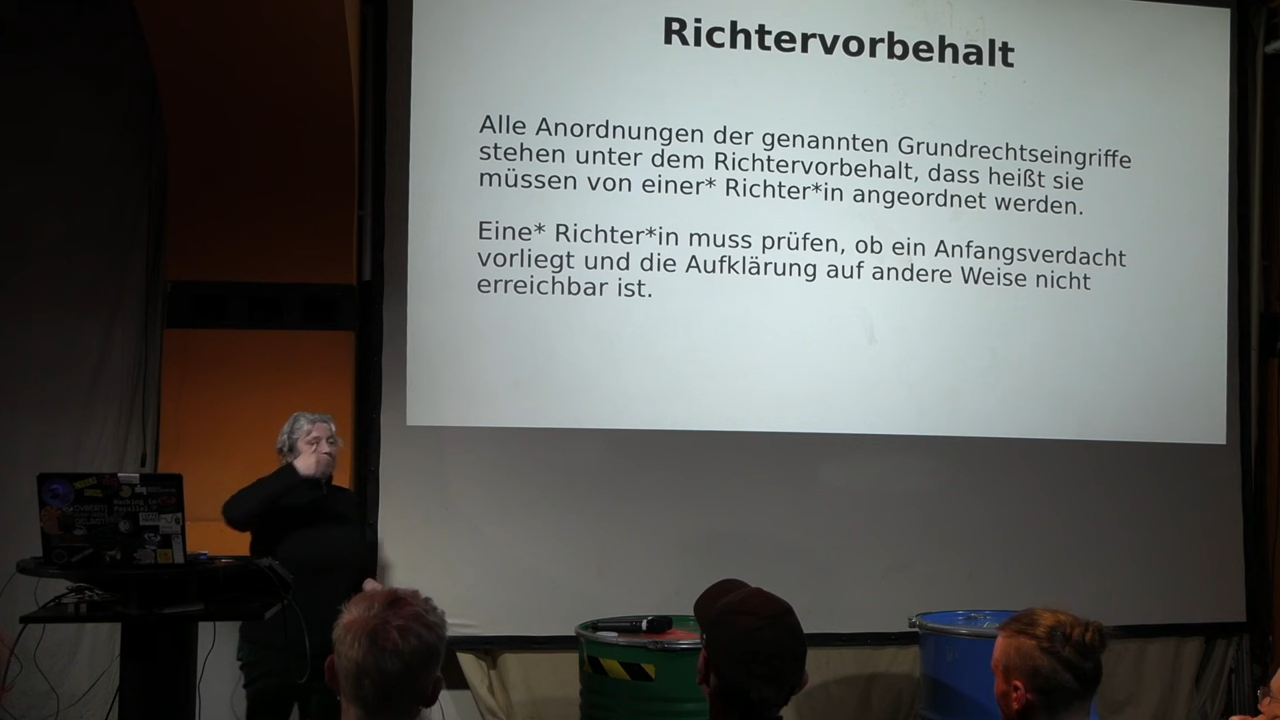 Richtervorbehalt
Alle Anordnungen der genannten Grundrechtseingriffe
stehen unter dem Richtervorbehalt, dass heißt sie
müssen von einer* Richter*in angeordnet werden.
Eine* Richter*in muss prüfen, ob ein Anfangsverdacht
vorliegt und die Aufklärung auf andere Weise nicht
erreichbar ist.